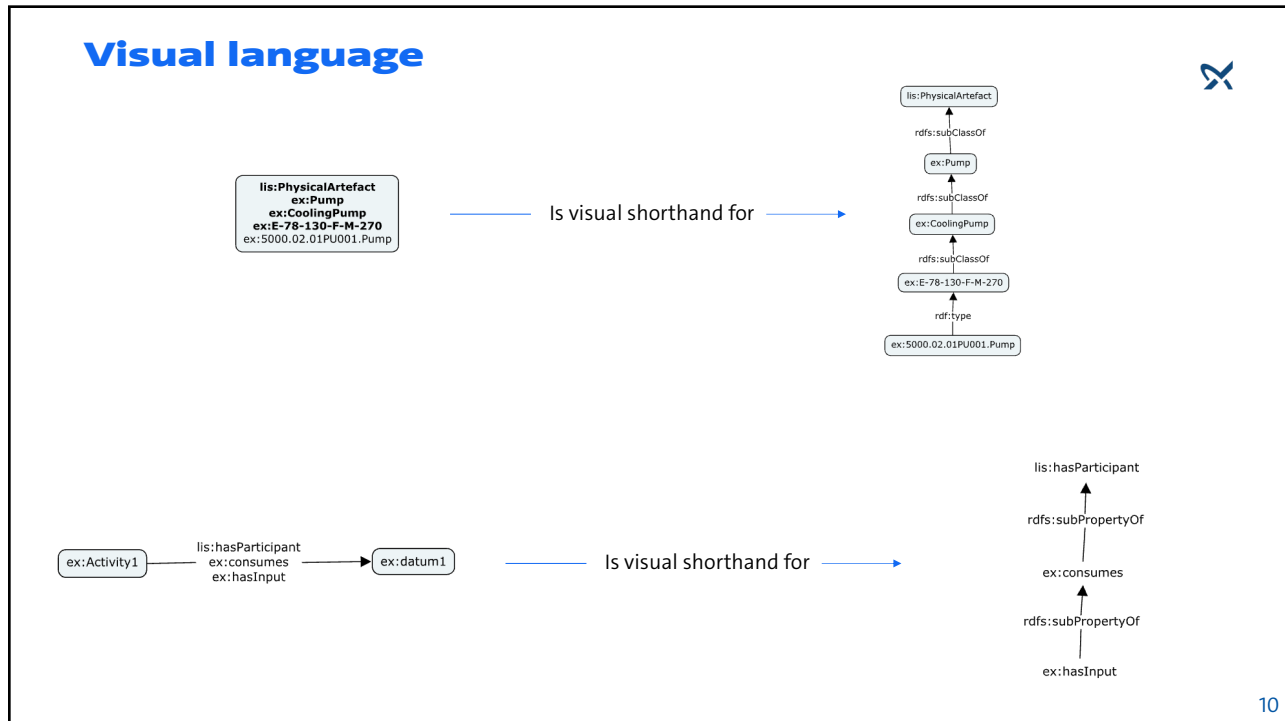 Visual language
lis:PhysicalArtefact
ex:Pump
ex:CoolingPump
ex:E-78-130-F-M-270
ex:5000.02.01PU001.Pump
Is visual shorthand for
lis:PhysicalArtefact
rdfs:subClassOf
ex:Pump
rdfs:subClassOf
ex:CoolingPump
rdfs:subClassOf
ex:E-78-130-F-M-270
rdf:type
ex:5000.02.01PU001.Pump
ex:Activity1
lis:hasParticipant
ex:consumes
ex:hasInput
ex:datum1
Is visual shorthand for
lis:hasParticipant
rdfs:subPropertyOf
ex:consumes
rdfs:subPropertyOf
ex:hasInput
10